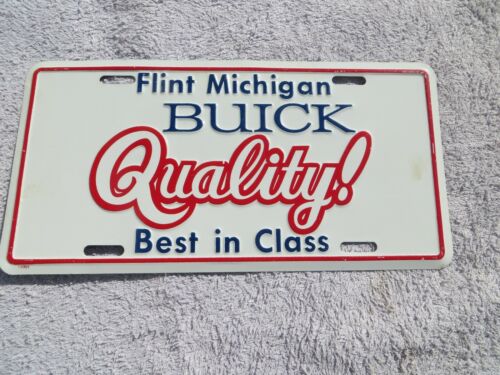 Flint Michigan
BUICK
Quality!
Best in Class